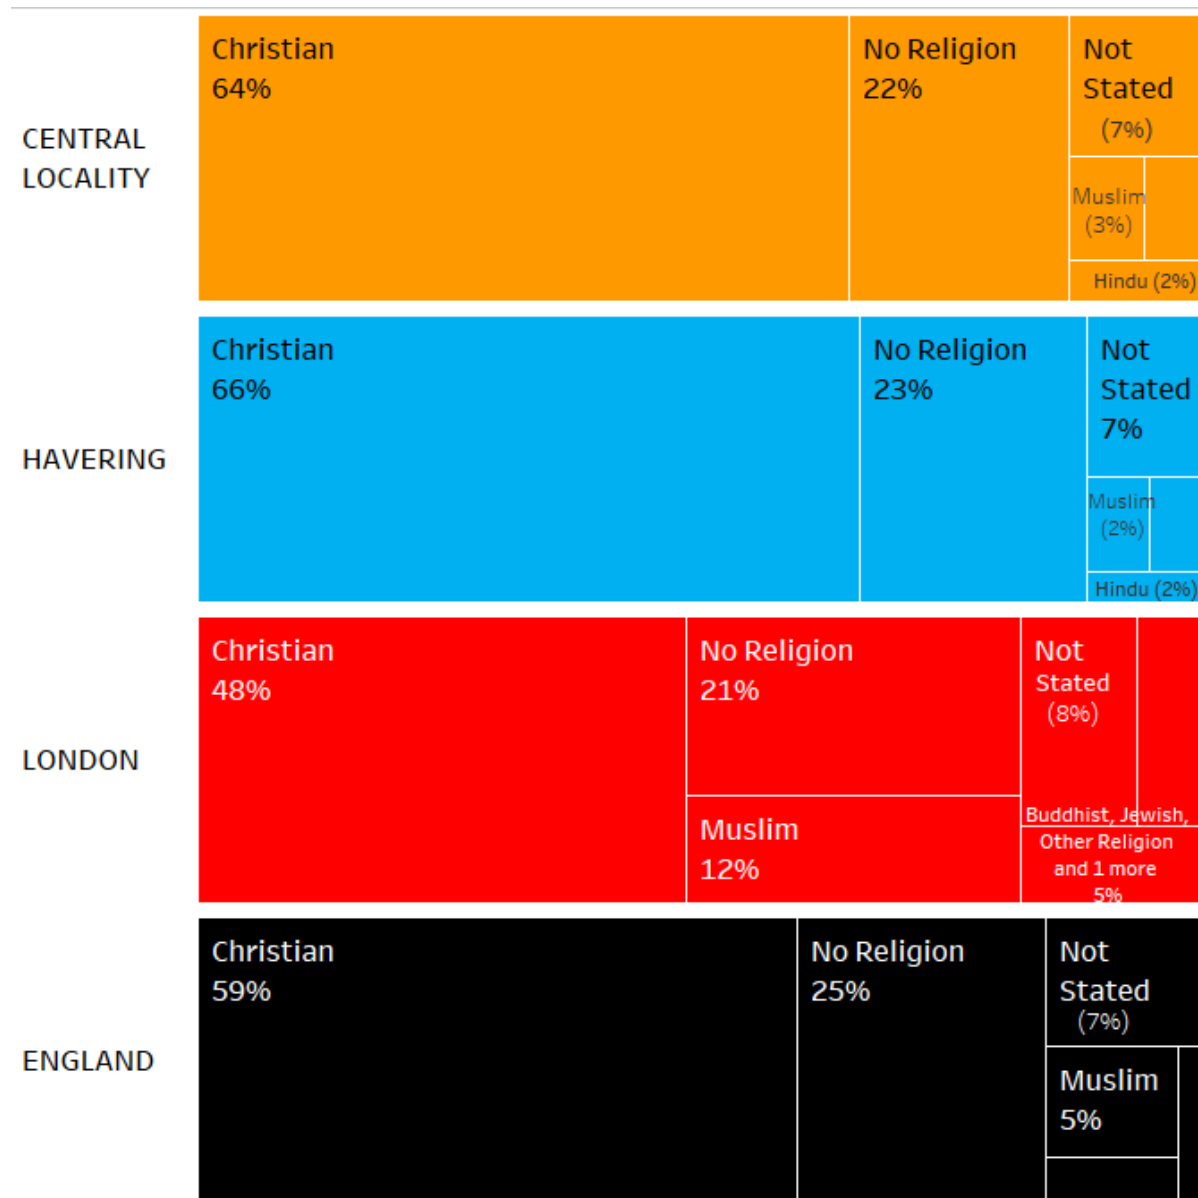 CENTRAL
LOCALITY
Christian
64%
No Religion
22%
Not
Stated
(7%)
Muslim
(3%)
Hindu (2%)
HAVERING
Christian
66%
No Religion
23%
Not
Stated
7%
Muslim
(2%)
Hindu (2%)
LONDON
Christian
48%
No Religion
21%
Muslim
12%
Not
Stated
(8%)
Buddhist, Jewish,
Other Religion
and 1 more
5%
ENGLAND
Christian
59%
No Religion
25%
Not
Stated
(7%)
Muslim
5%